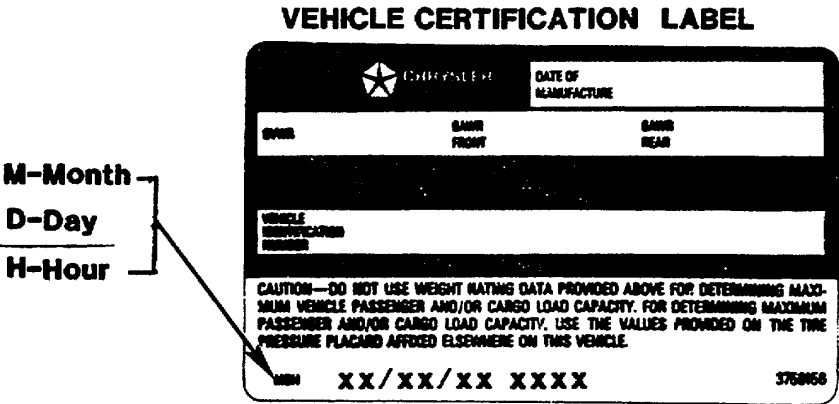 VEHICLE CERTIFICATION LABEL
CHRYSLER
DATE OF
MANUFACTURE
GVWR
GAWR
FRONT
GAWR
REAR
M-Month
D-Day
H-Hour
VEHICLE
IDENTIFICATION
NUMBER
CAUTION—DO NOT USE WEIGHT RATING DATA PROVIDED ABOVE FOR DETERMINING MAXI-
MUM VEHICLE PASSENGER AND/OR CARGO LOAD CAPACITY. FOR DETERMINING MAXIMUM
PASSENGER AND/OR CARGO LOAD CAPACITY, USE THE VALUES PROVIDED ON THE TIRE
PRESSURE PLACARD AFFIXED ELSEWHERE ON THIS VEHICLE.
MDH xx/xx/xx xxxx